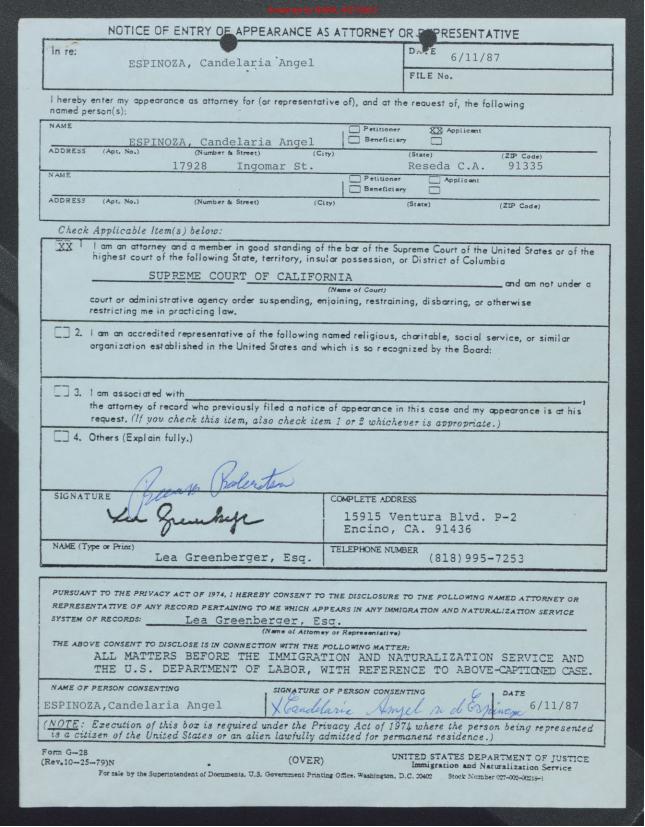 NOTICE OF ENTRY OF APPEARANCE AS ATTORNEY OR REPRESENTATIVE
In re:
ESPINOZA, Candelaria Angel
DATE 6/11/87
FILE No.
I hereby enter my appearance as attorney for (or representative of), and at the request of, the following
named person(s):
NAME
Petitioner XX Applicant
ESPINOZA, Candelaria Angel
Beneficiary
ADDRESS (Apt. No.) (Number & Street) (City) (State) (ZIP Code)
17928 Ingomar St. Reseda C.A. 91335
NAME
Petitioner Applicant
Beneficiary
ADDRESS (Apt. No.) (Number & Street) (City) (State) (ZIP Code)
Check Applicable Item(s) below:
XX 1 I am an attorney and a member in good standing of the bar of the Supreme Court of the United States or of the
highest court of the following State, territory, insular possession, or District of Columbia
SUPREME COURT OF CALIFORNIA and am not under a
(Name of Court)
court or administrative agency order suspending, enjoining, restraining, disbarring, or otherwise
restricting me in practicing law.
2. I am an accredited representative of the following named religious, charitable, social service, or similar
organization established in the United States and which is so recognized by the Board:
3. I am associated with
the attorney of record who previously filed a notice of appearance in this case and my appearance is at his
request. (If you check this item, also check item 1 or 2 whichever is appropriate.)
4. Others (Explain fully.)
SIGNATURE
Lea Greenberger
COMPLETE ADDRESS
15915 Ventura Blvd. P-2
Encino, CA. 91436
NAME (Type or Print)
Lea Greenberger, Esq.
TELEPHONE NUMBER
(818)995-7253
PURSUANT TO THE PRIVACY ACT OF 1974, I HEREBY CONSENT TO THE DISCLOSURE TO THE FOLLOWING NAMED ATTORNEY OR
REPRESENTATIVE OF ANY RECORD PERTAINING TO ME WHICH APPEARS IN ANY IMMIGRATION AND NATURALIZATION SERVICE
SYSTEM OF RECORDS: Lea Greenberger, Esq.
(Name of Attorney or Representative)
THE ABOVE CONSENT TO DISCLOSE IS IN CONNECTION WITH THE FOLLOWING MATTER:
ALL MATTERS BEFORE THE IMMIGRATION AND NATURALIZATION SERVICE AND
THE U.S. DEPARTMENT OF LABOR, WITH REFERENCE TO ABOVE-CAPTIONED CASE.
NAME OF PERSON CONSENTING
ESPINOZA,Candelaria Angel
SIGNATURE OF PERSON CONSENTING
X Candelaria Angel v d Espinoza
DATE
6/11/87
(NOTE: Execution of this box is required under the Privacy Act of 1974 where the person being represented
is a citizen of the United States or an alien lawfully admitted for permanent residence.)
Form G-28
(Rev.10-25-79)N
(OVER)
UNITED STATES DEPARTMENT OF JUSTICE
Immigration and Naturalization Service
For sale by the Superintendent of Documents, U.S. Government Printing Office, Washington, D.C. 20402 Stock Number 027-002-00216-1